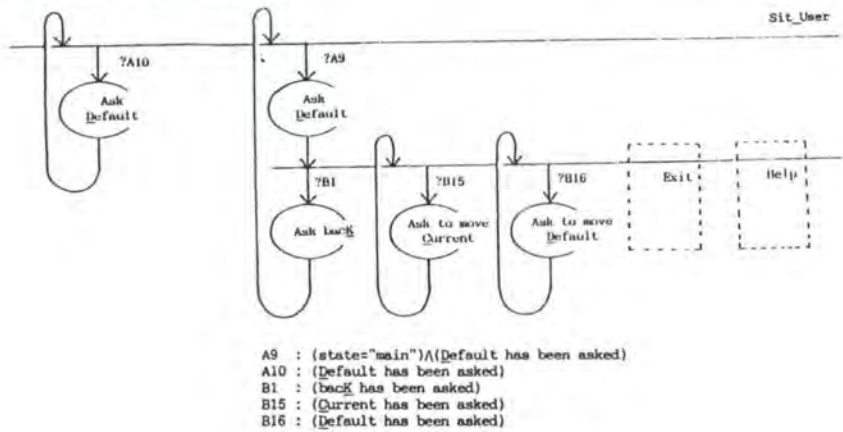 Sit_User
?A10
?A9
Ask
Default
Ask
Default
?B1
?B15
?B16
Exit
Help
Ask bacK
Ask to move
Current
Ask to move
Default
A9 : (state="main")∧(Default has been asked)
A10 : (Default has been asked)
B1 : (bacK has been asked)
B15 : (Current has been asked)
B16 : (Default has been asked)